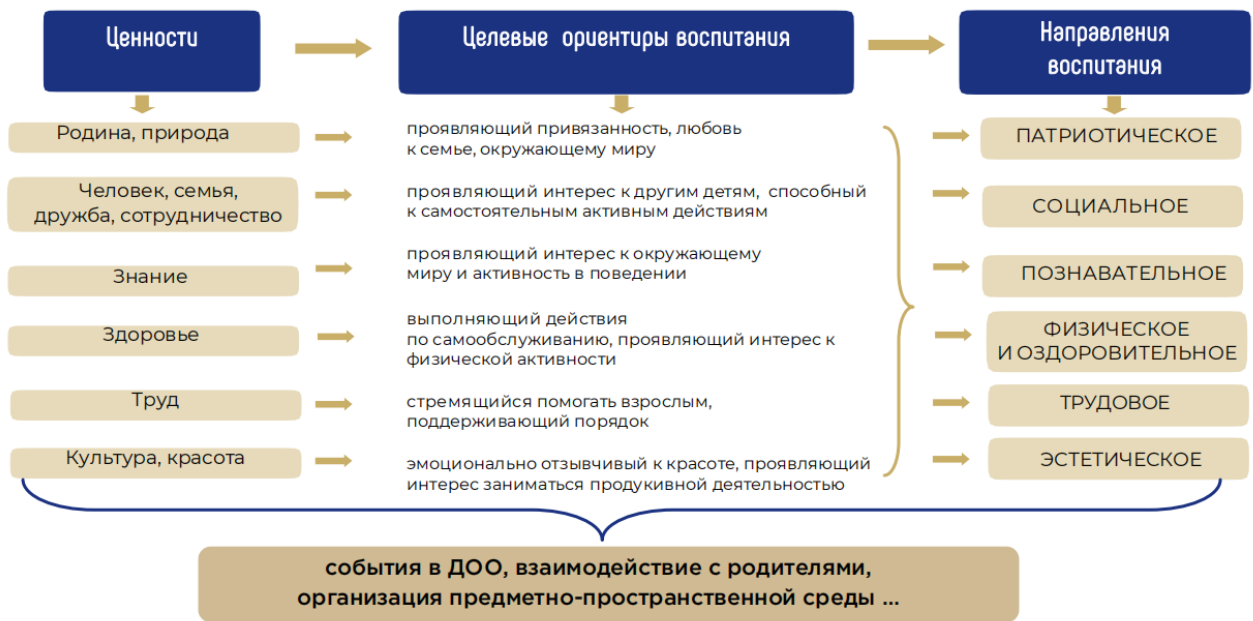 Ценности
Целевые ориентиры воспитания
Направления
воспитания
Родина, природа
проявляющий привязанность, любовь
к семье, окружающему миру
ПАТРИОТИЧЕСКОЕ
Человек, семья,
дружба, сотрудничество
проявляющий интерес к другим детям, способный
к самостоятельным активным действиям
СОЦИАЛЬНОЕ
Знание
проявляющий интерес к окружающему
миру и активность в поведении
ПОЗНАВАТЕЛЬНОЕ
Здоровье
выполняющий действия
по самообслуживанию, проявляющий интерес к
физической активности
ФИЗИЧЕСКОЕ
И ОЗДОРОВИТЕЛЬНОЕ
Труд
стремящийся помогать взрослым,
поддерживающий порядок
ТРУДОВОЕ
Культура, красота
эмоционально отзывчивый к красоте, проявляющий
интерес заниматься продукивной деятельностью
ЭСТЕТИЧЕСКОЕ
события в ДОО, взаимодействие с родителями,
организация предметно-пространственной среды ...